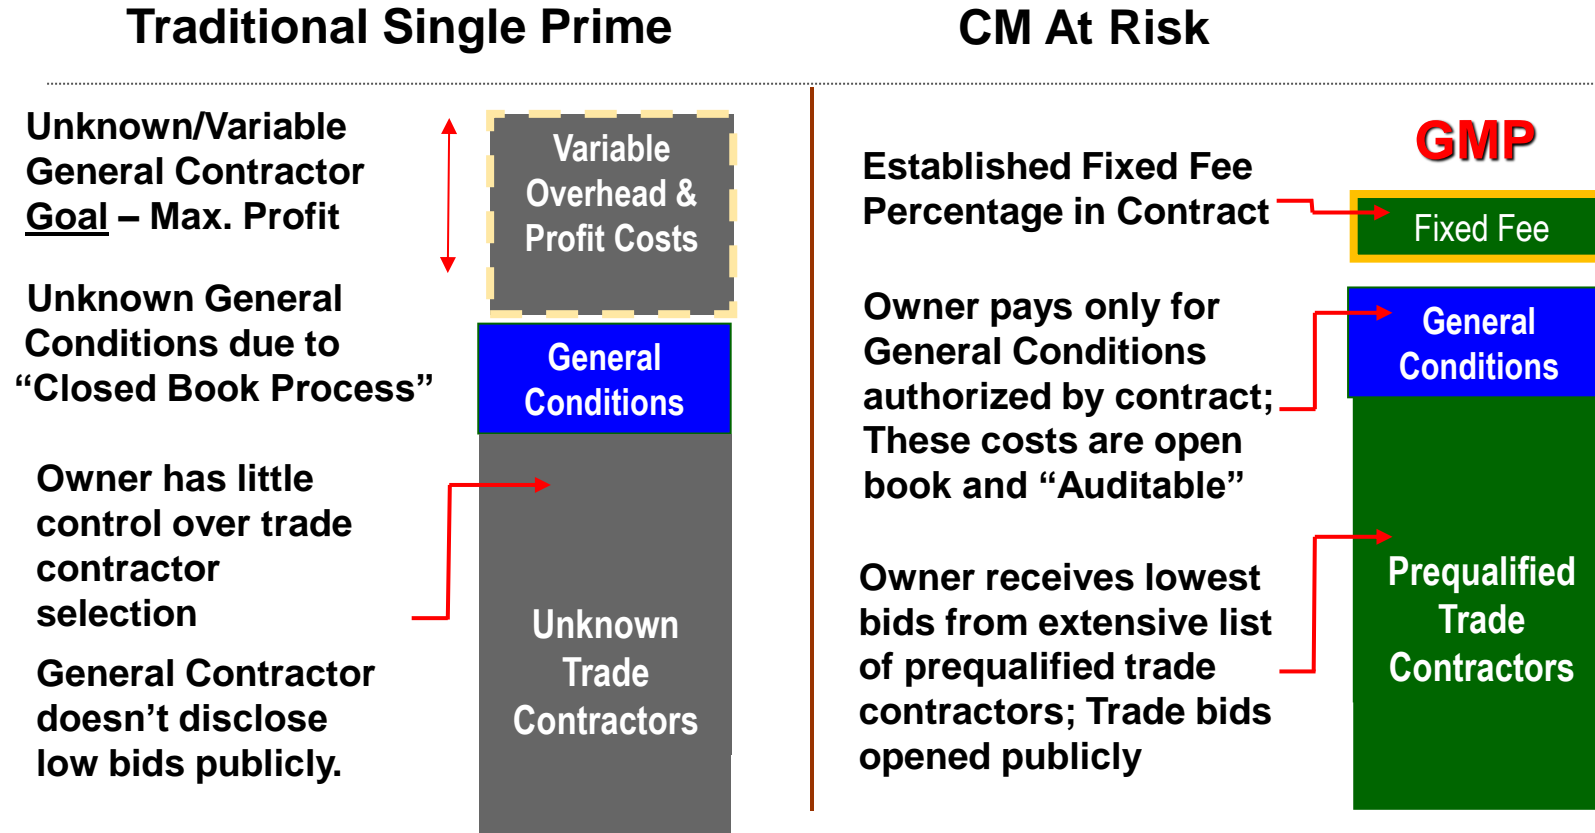 Traditional Single Prime
CM At Risk
Unknown/Variable
General Contractor
Goal – Max. Profit
Unknown General
Conditions due to
“Closed Book Process”
Owner has little
control over trade
contractor
selection
General Contractor
doesn’t disclose
low bids publicly.
Variable
Overhead &
Profit Costs
General
Conditions
Unknown
Trade
Contractors
Established Fixed Fee
Percentage in Contract
Owner pays only for
General Conditions
authorized by contract;
These costs are open
book and “Auditable”
Owner receives lowest
bids from extensive list
of prequalified trade
contractors; Trade bids
opened publicly
GMP
Fixed Fee
General
Conditions
Prequalified
Trade
Contractors